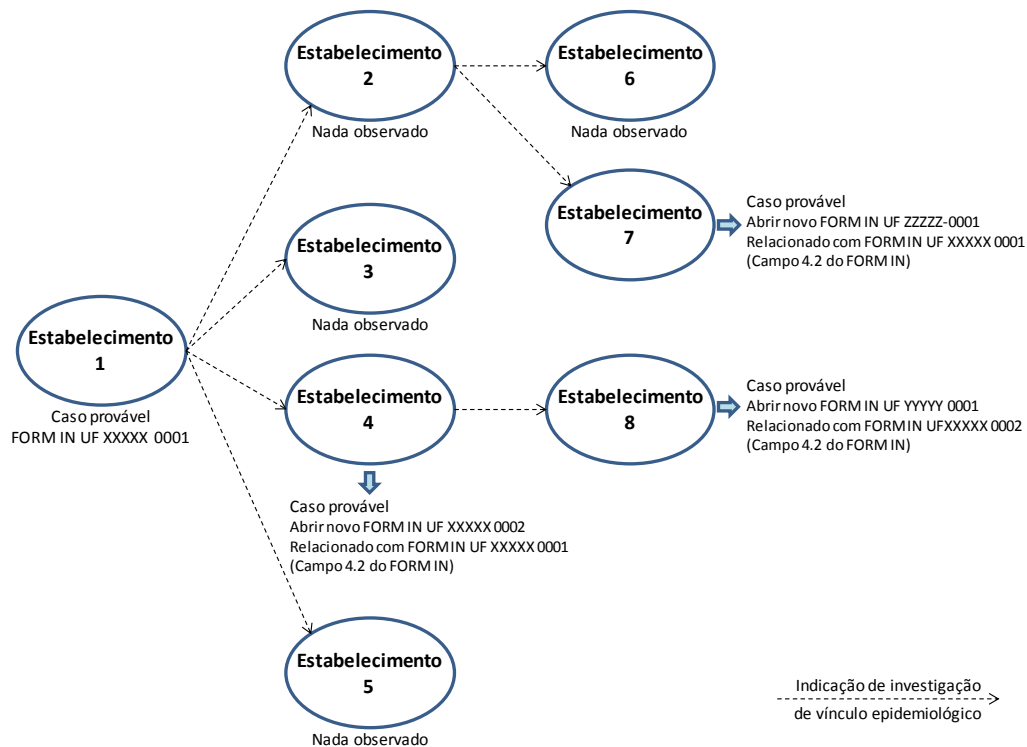 Estabelecimento
2
Nada observado
Estabelecimento
6
Nada observado
Estabelecimento
7
Caso provável
Abrir novo FORM IN UF ZZZZZ-0001
Relacionado com FORM IN UF XXXXX 0001
(Campo 4.2 do FORM IN)
Estabelecimento
3
Nada observado
Estabelecimento
1
Caso provável
FORM IN UF XXXXX 0001
Estabelecimento
4
Caso provável
Abrir novo FORM IN UF XXXXX 0002
Relacionado com FORM IN UF XXXXX 0001
(Campo 4.2 do FORM IN)
Estabelecimento
8
Caso provável
Abrir novo FORM IN UF YYYYY 0001
Relacionado com FORM IN UFXXXXX 0002
(Campo 4.2 do FORM IN)
Estabelecimento
5
Nada observado
Indicação de investigação
de vínculo epidemiológico